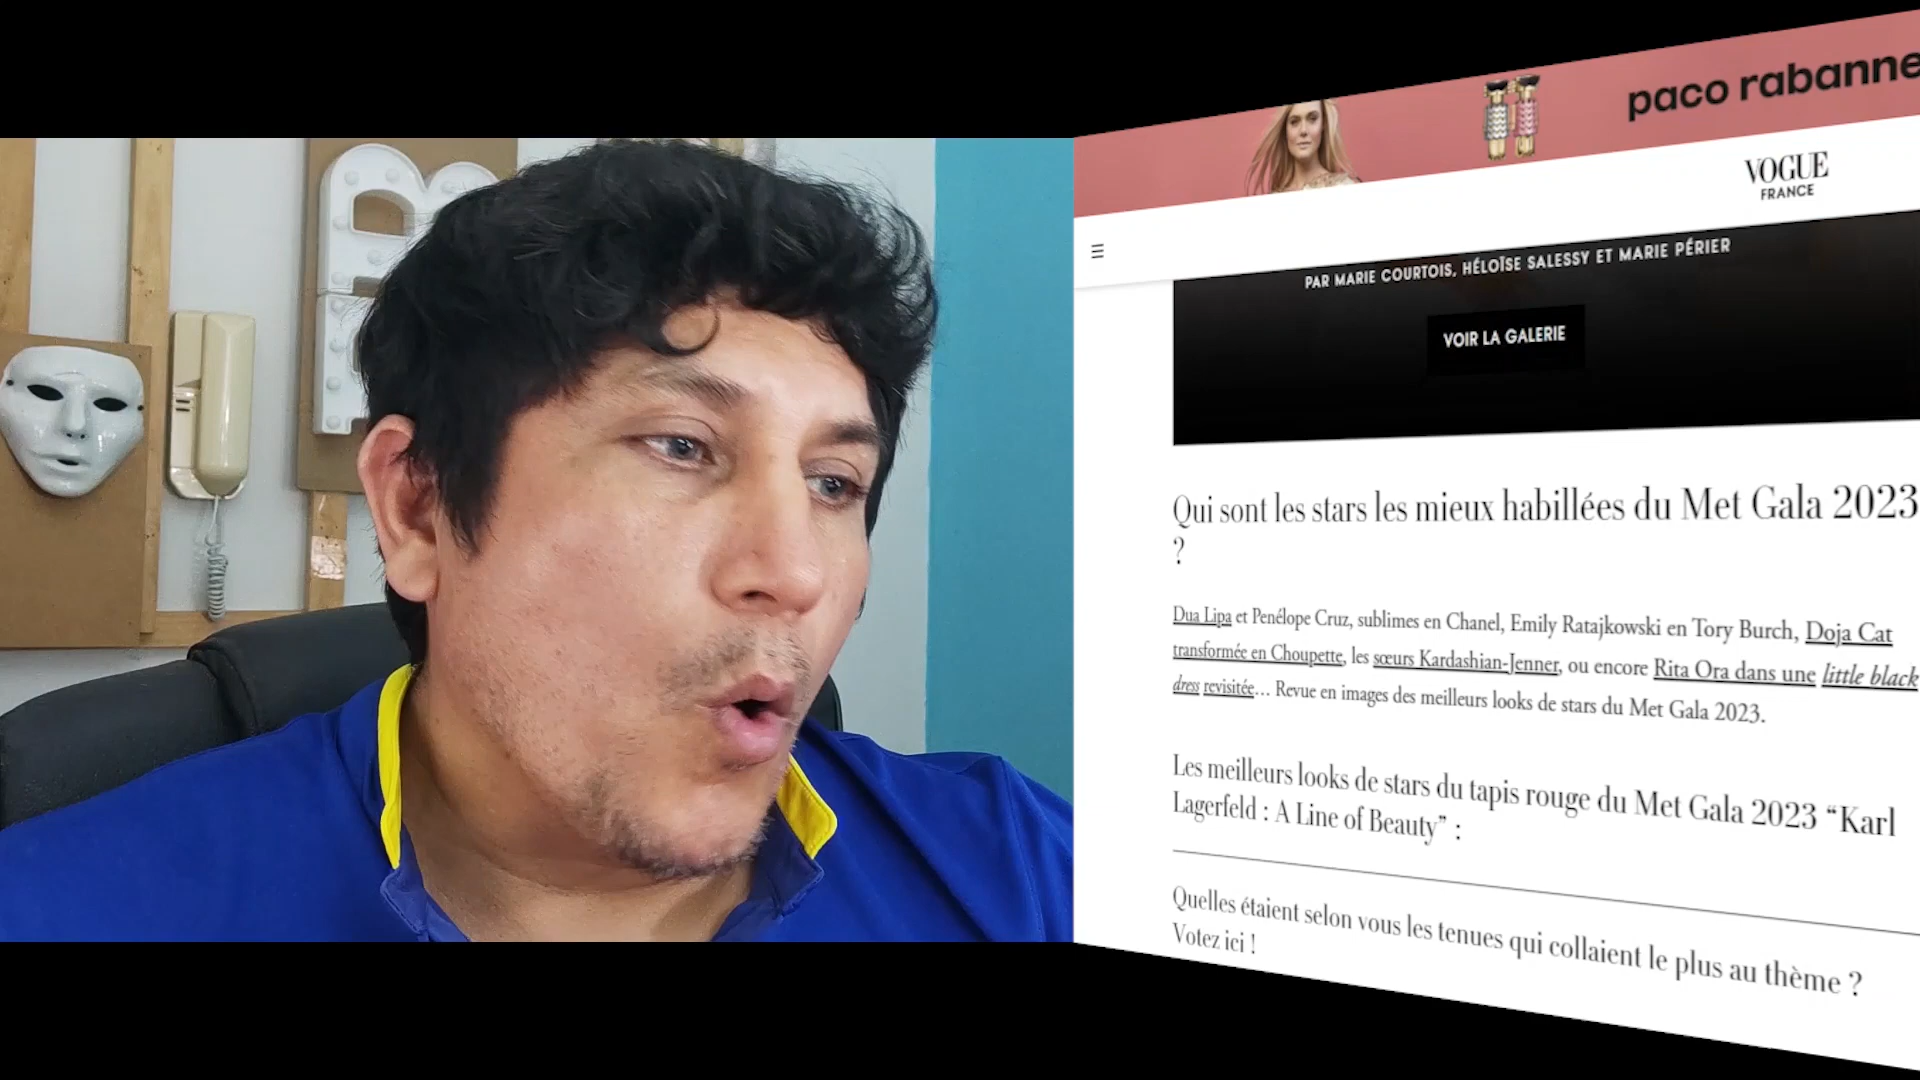 paco rabanne
VOGUE
FRANCE
PAR MARIE COURTOIS, HÉLOÏSE SALESSY ET MARIE PÉRIER
VOIR LA GALERIE
Qui sont les stars les mieux habillées du Met Gala 2023
?
Dua Lipa et Penélope Cruz, sublimes en Chanel, Emily Ratajkowski en Tory Burch, Doja Cat
transformée en Choupette, les sœurs Kardashian-Jenner, ou encore Rita Ora dans une little black
dress revisitée… Revue en images des meilleurs looks de stars du Met Gala 2023.
Les meilleurs looks de stars du tapis rouge du Met Gala 2023 “Karl
Lagerfeld : A Line of Beauty” :
Quelles étaient selon vous les tenues qui collaient le plus au thème ?
Votez ici !